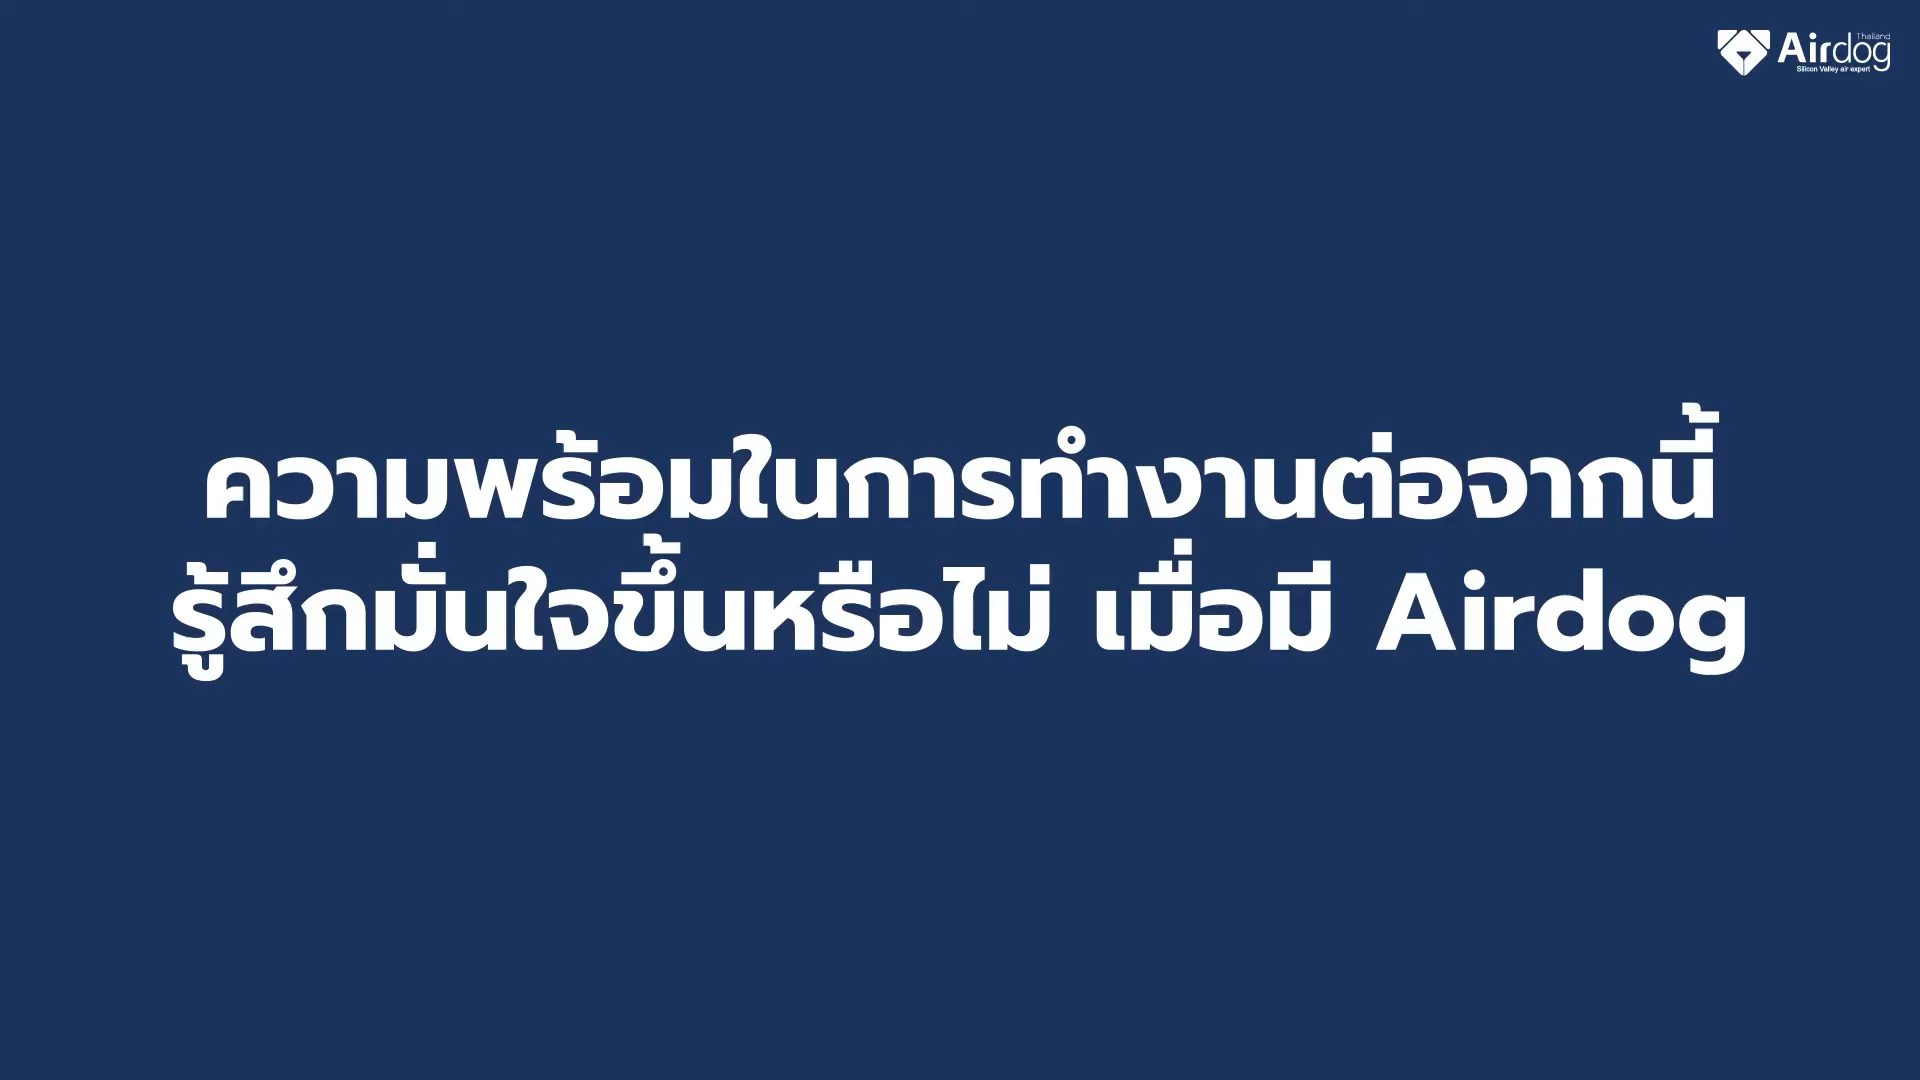 Airdog
Thailand
Silicon Valley air expert
ความพร้อมในการทำงานต่อจากนี้
รู้สึกมั่นใจขึ้นหรือไม่ เมื่อมี Airdog